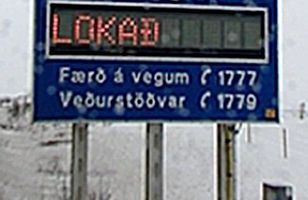 LOKAÐ
Færð á vegum ✆ 1777
Veðurstöðvar ✆ 1779